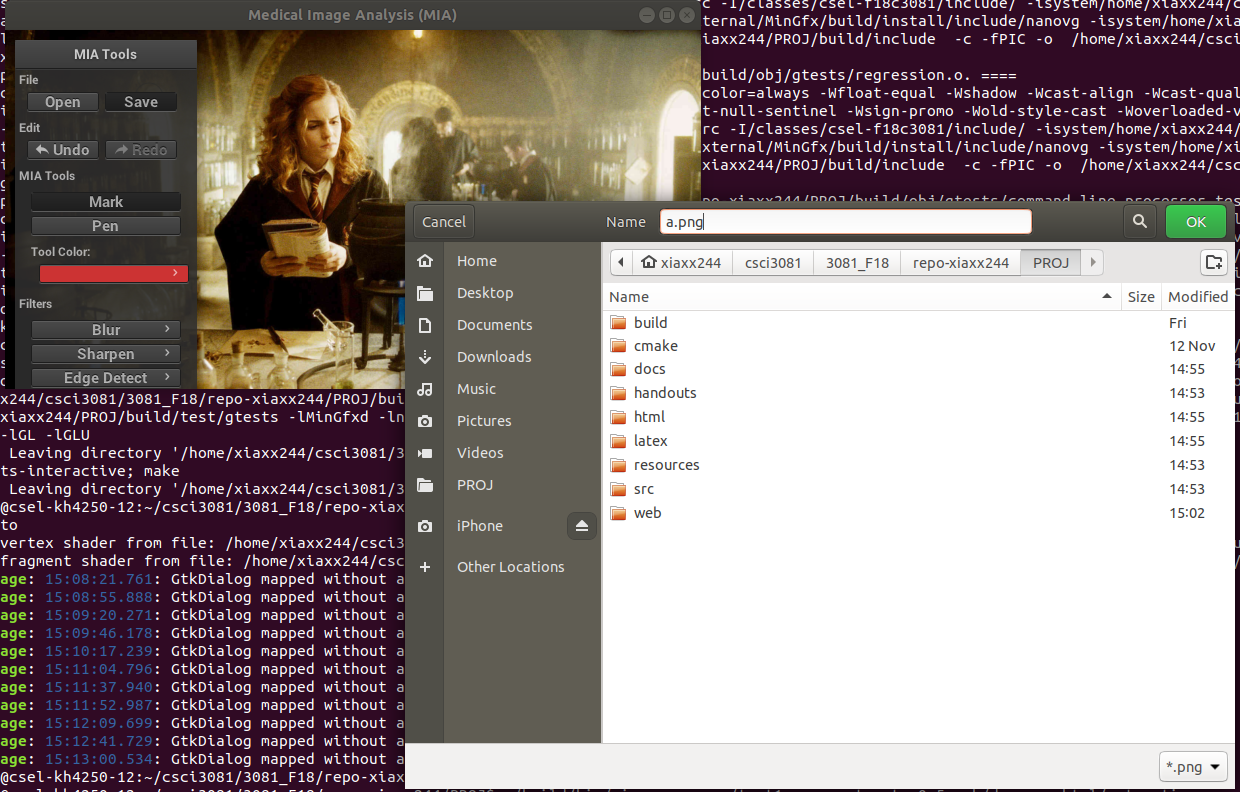 Medical Image Analysis (MIA)
MIA Tools
File
Open
Save
Edit
Undo
Redo
MIA Tools
Mark
Pen
Tool Color:
Filters
Blur
Sharpen
Edge Detect
c -I/classes/csel-f18c3081/include/ -isystem/home/xiaxx244/
ternal/MinGfx/build/install/include/nanovg -isystem/home/xia
iaxx244/PROJ/build/include -c -fPIC -o /home/xiaxx244/csci
build/obj/gtests/regression.o. ====
color=always -Wfloat-equal -Wshadow -Wcast-align -Wcast-qual
t-null-sentinel -Wsign-promo -Wold-style-cast -Woverloaded-v
rc -I/classes/csel-f18c3081/include/ -isystem/home/xiaxx244/
xternal/MinGfx/build/install/include/nanovg -isystem/home/xi
xiaxx244/PROJ/build/include -c -fPIC -o /home/xiaxx244/csc
Cancel
Name
a.png
OK
Home
Desktop
Documents
Downloads
Music
Pictures
Videos
PROJ
iPhone
Other Locations
xiaxx244
csci3081
3081_F18
repo-xiaxx244
PROJ
Name Size Modified
build Fri
cmake 12 Nov
docs 14:55
handouts 14:53
html 14:55
latex 14:55
resources 14:53
src 14:53
web 15:02
*.png
x244/csci3081/3081_F18/repo-xiaxx244/PROJ/bui
xiaxx244/PROJ/build/test/gtests -lMinGfxd -ln
-lGL -lGLU
Leaving directory '/home/xiaxx244/csci3081/3
ts-interactive; make
Leaving directory '/home/xiaxx244/csci3081/3
@csel-kh4250-12:~/csci3081/3081_F18/repo-xiax
to
vertex shader from file: /home/xiaxx244/csci3
fragment shader from file: /home/xiaxx244/csc
age: 15:08:21.761: GtkDialog mapped without a
age: 15:08:55.888: GtkDialog mapped without a
age: 15:09:20.271: GtkDialog mapped without a
age: 15:09:46.178: GtkDialog mapped without a
age: 15:10:17.239: GtkDialog mapped without a
age: 15:11:04.796: GtkDialog mapped without a
age: 15:11:37.940: GtkDialog mapped without a
age: 15:11:52.987: GtkDialog mapped without a
age: 15:12:09.699: GtkDialog mapped without a
age: 15:12:41.729: GtkDialog mapped without a
age: 15:13:00.534: GtkDialog mapped without a
@csel-kh4250-12:~/csci3081/3081_F18/repo-xiax